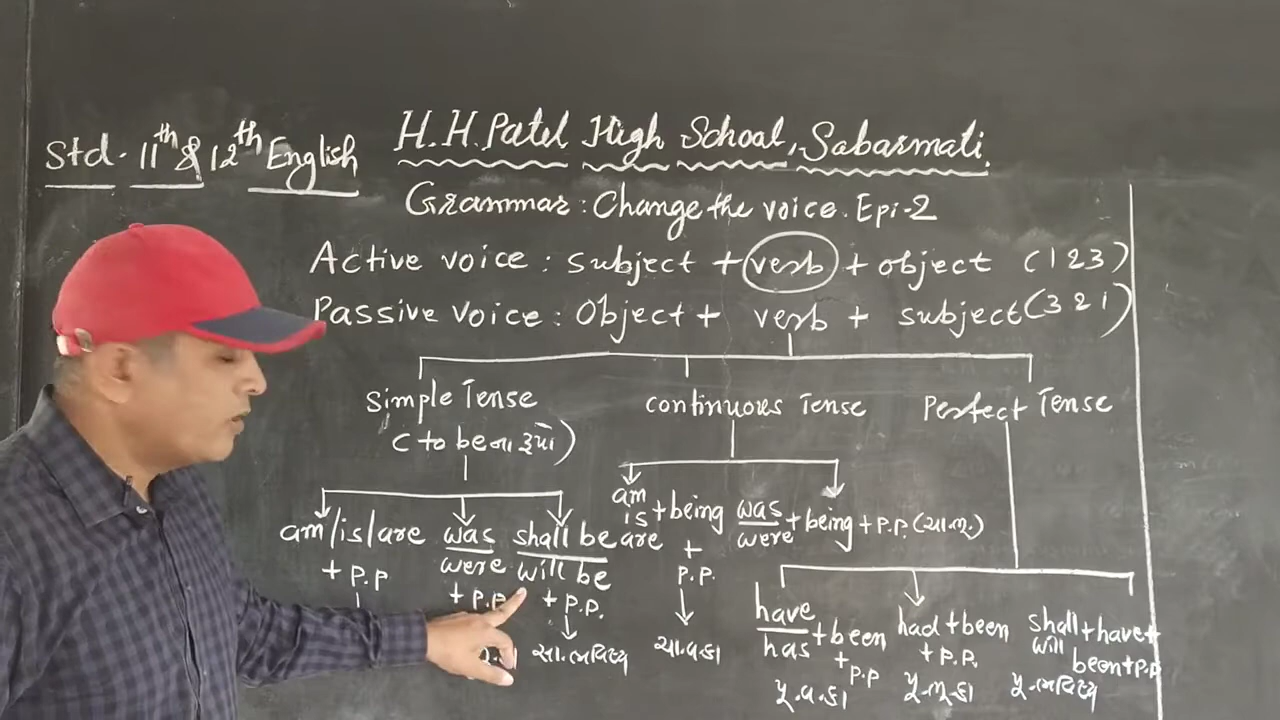 Std. 11th & 12th English
H.H. Patel High School, Sabarmati.
Grammar: Change the voice. Epi-2
Active voice : subject + verb + object (123)
Passive voice : Object + verb + subject (321)
Simple Tense
continuous Tense
Perfect Tense
(to be ના રૂપો)
am/is/are
+ P.P
was
were
+ P.P
shall be
will be
+ P.P.
સા.ભવિષ્ય
am
is
are
+ being
+
P.P.
ચા.વ.કા
was
were
+ being + P.P. (ચા.ભૂ.)
have
has
+ been
+ P.P
પૂ.વ.કા
had + been
+ P.P.
પૂ.ભૂ.કા
shall
will
+ have +
been + P.P
પૂ.ભવિષ્ય